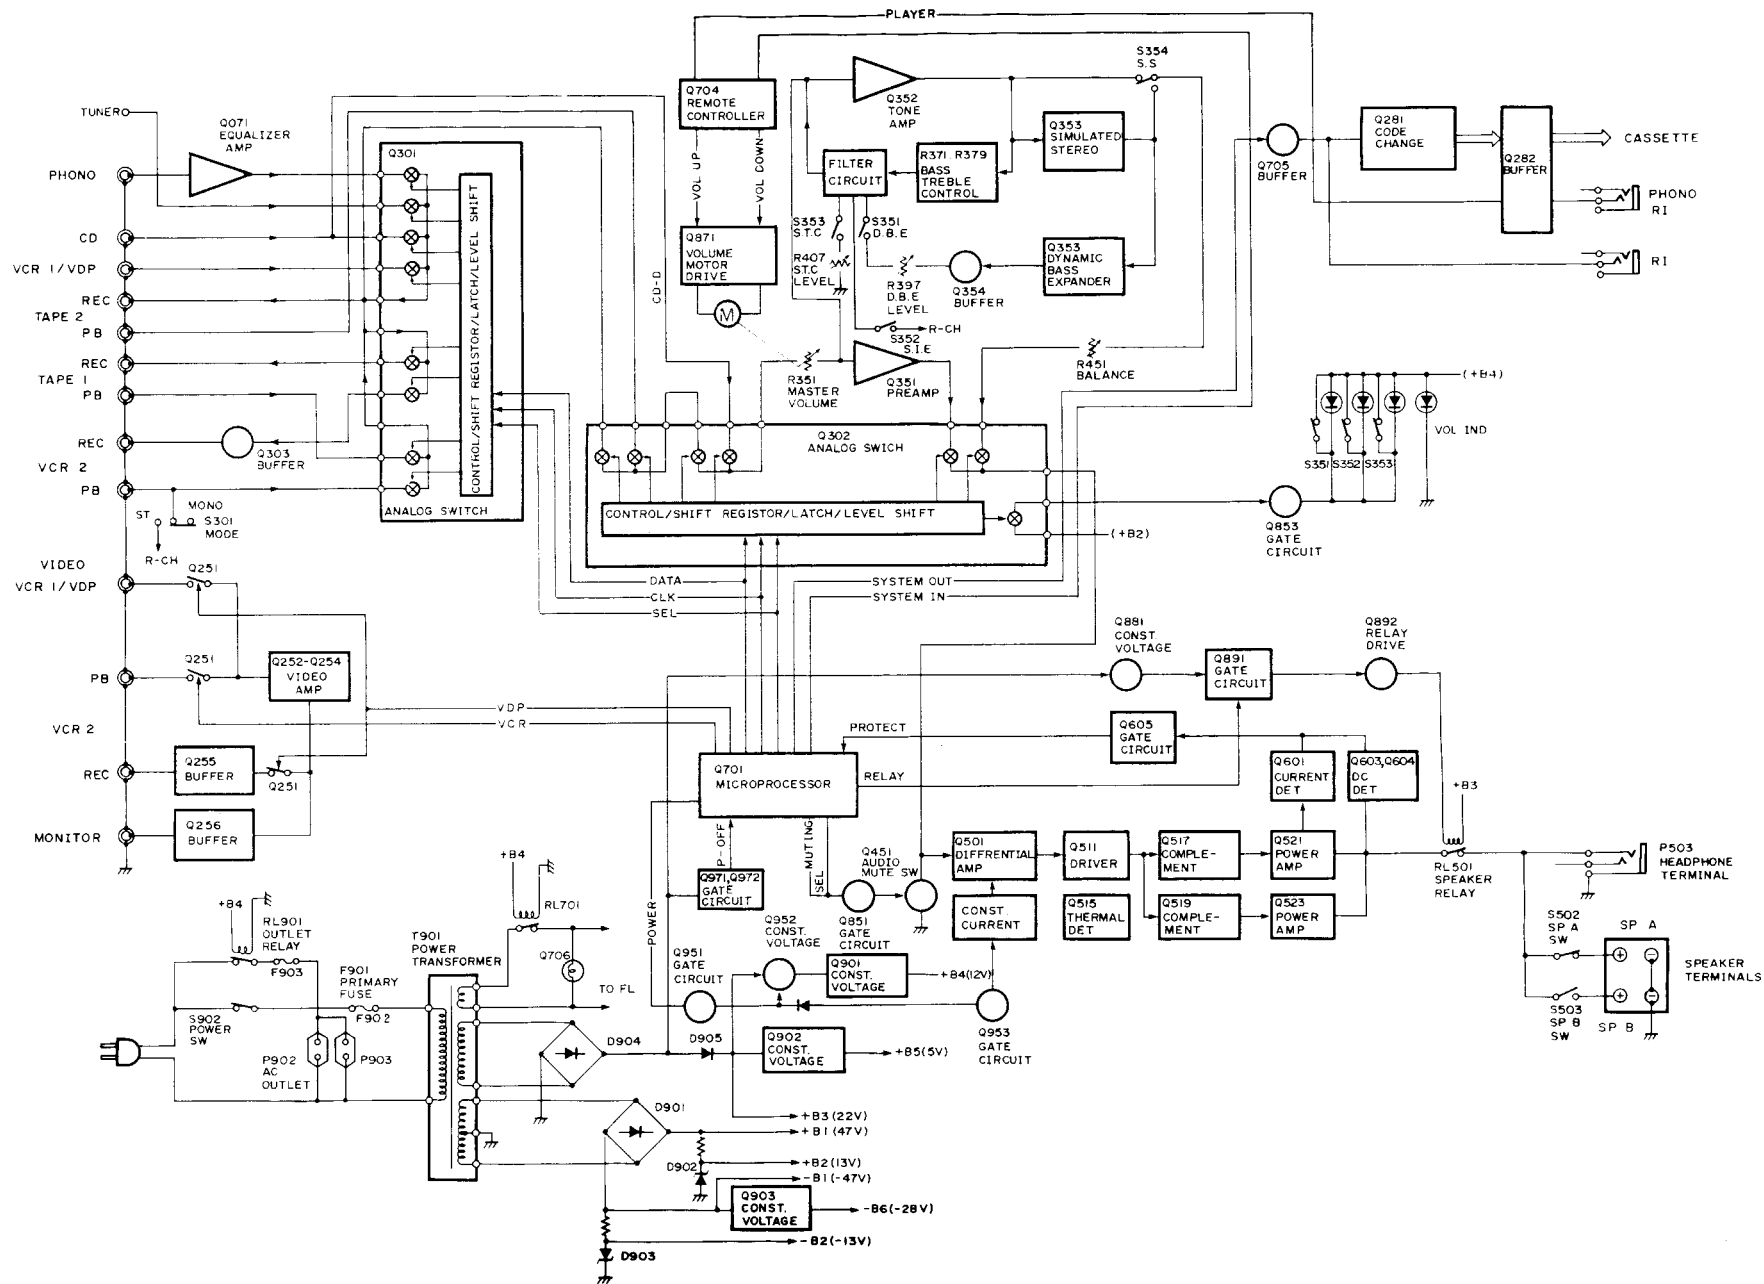 PLAYER
TUNER
Q071
EQUALIZER
AMP
PHONO
CD
VCR 1/VDP
REC
TAPE 2
PB
REC
TAPE 1
PB
REC
VCR 2
PB
Q303
BUFFER
ST
MONO
S301
MODE
R-CH
Q301
CONTROL/SHIFT REGISTOR/LATCH/LEVEL SHIFT
ANALOG SWITCH
Q704
REMOTE
CONTROLLER
VOL UP
VOL DOWN
Q871
VOLUME
MOTOR
DRIVE
M
CD-D
Q352
TONE
AMP
S354
S.S
Q353
SIMULATED
STEREO
FILTER
CIRCUIT
R371, R379
BASS
TREBLE
CONTROL
S353
S.T.C
S351
D.B.E
R407
S.T.C
LEVEL
R397
D.B.E
LEVEL
Q354
BUFFER
Q353
DYNAMIC
BASS
EXPANDER
S352
S.I.E
R-CH
R351
MASTER
VOLUME
Q351
PREAMP
R451
BALANCE
Q302
ANALOG SWICH
CONTROL/SHIFT REGISTOR/LATCH/LEVEL SHIFT
(+B2)
Q705
BUFFER
Q281
CODE
CHANGE
Q282
BUFFER
CASSETTE
PHONO
RI
RI
(+B4)
VOL IND
S351
S352
S353
Q853
GATE
CIRCUIT
DATA
CLK
SEL
SYSTEM OUT
SYSTEM IN
VIDEO
VCR 1/VDP
Q251
PB
Q251
Q252-Q254
VIDEO
AMP
VCR 2
REC
Q255
BUFFER
Q251
MONITOR
Q256
BUFFER
VDP
VCR
Q701
MICROPROCESSOR
PROTECT
RELAY
Q881
CONST.
VOLTAGE
Q891
GATE
CIRCUIT
Q892
RELAY
DRIVE
Q605
GATE
CIRCUIT
Q601
CURRENT
DET
Q603,Q604
DC
DET
+B3
P-OFF
MUTING
SEL
POWER
Q971,Q972
GATE
CIRCUIT
Q451
AUDIO
MUTE SW
Q851
GATE
CIRCUIT
Q501
DIFFRENTIAL
AMP
Q511
DRIVER
Q517
COMPLE-
MENT
Q521
POWER
AMP
CONST.
CURRENT
Q515
THERMAL
DET
Q519
COMPLE-
MENT
Q523
POWER
AMP
RL501
SPEAKER
RELAY
P503
HEADPHONE
TERMINAL
S502
SP A
SW
S503
SP B
SW
SP A
SP B
SPEAKER
TERMINALS
+B4
RL901
OUTLET
RELAY
F903
S902
POWER
SW
F901
PRIMARY
FUSE
F902
P902
AC
OUTLET
P903
T901
POWER
TRANSFORMER
+B4
RL701
Q706
TO FL
Q951
GATE
CIRCUIT
Q952
CONST.
VOLTAGE
Q901
CONST.
VOLTAGE
+B4(12V)
Q953
GATE
CIRCUIT
D904
D905
Q902
CONST.
VOLTAGE
+B5(5V)
D901
+B3(22V)
+B1(47V)
D902
+B2(13V)
-B1(-47V)
Q903
CONST.
VOLTAGE
-B6(-28V)
-B2(-13V)
D903